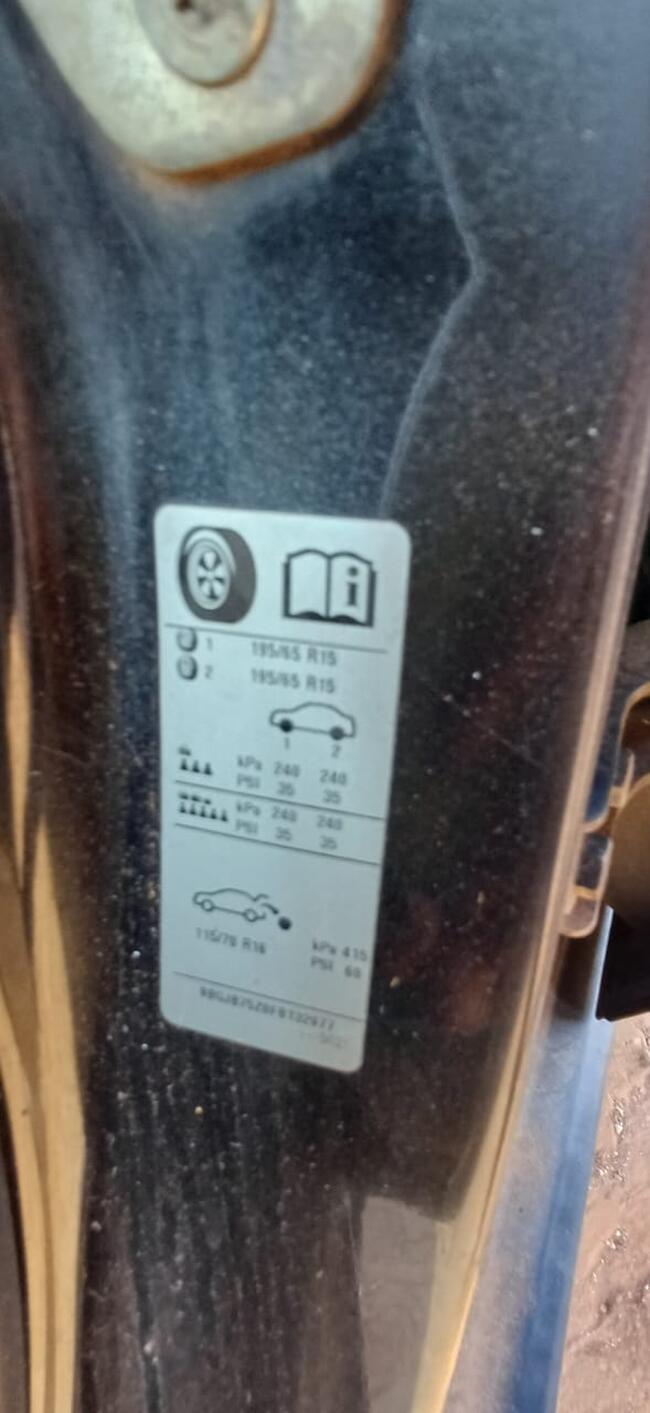 i
1 195/65 R15
2 195/65 R15
1 2
kPa 240 240
PSI 35 35
kPa 240 240
PSI 35 35
115/70 R16
kPa 415
PSI 60